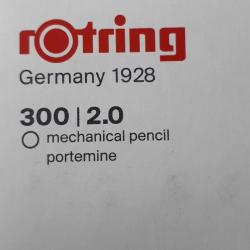 rotring
Germany 1928
300 | 2.0
mechanical pencil
portemine